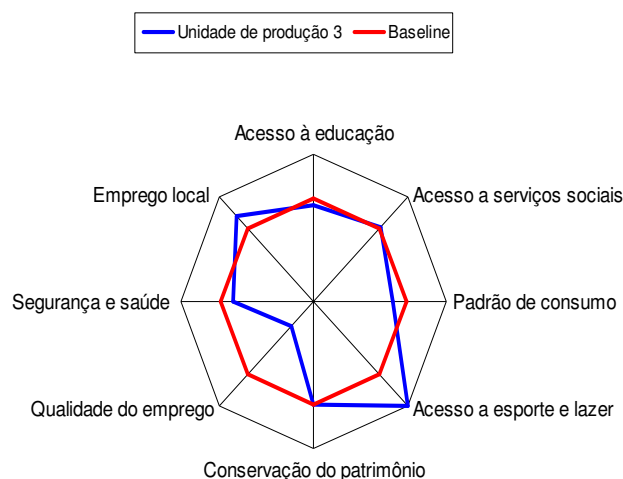 Unidade de produção 3
Baseline
Acesso à educação
Emprego local
Acesso a serviços sociais
Segurança e saúde
Padrão de consumo
Qualidade do emprego
Acesso a esporte e lazer
Conservação do patrimônio